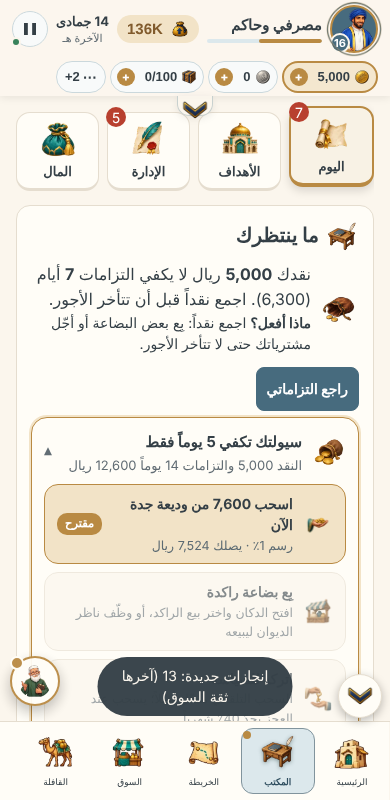 مصرفي وحاكم
16
136K
14 جمادى
الآخرة هـ
5,000 +
0 +
0/100 +
+2 ···
اليوم
7
الأهداف
الإدارة
5
المال
ما ينتظرك
نقدك 5,000 ريال لا يكفي التزامات 7 أيام
(6,300). اجمع نقداً قبل أن تتأخر الأجور.
ماذا أفعل؟ اجمع نقداً: بِع بعض البضاعة أو أجّل
مشترياتك حتى لا تتأخر الأجور.
راجع التزاماتي
سيولتك تكفي 5 يوماً فقط
النقد 5,000 والتزامات 14 يوماً 12,600 ريال
اسحب 7,600 من وديعة جدة
الآن
رسم 1٪ · يصلك 7,524 ريال
مقترح
بِع بضاعة راكدة
افتح الدكان واختر بيع الراكد، أو وظّف ناظر
الديوان ليبيعه
إنجازات جديدة: 13 (آخرها
ثقة السوق)
الرئيسية
المكتب
الخريطة
السوق
القافلة